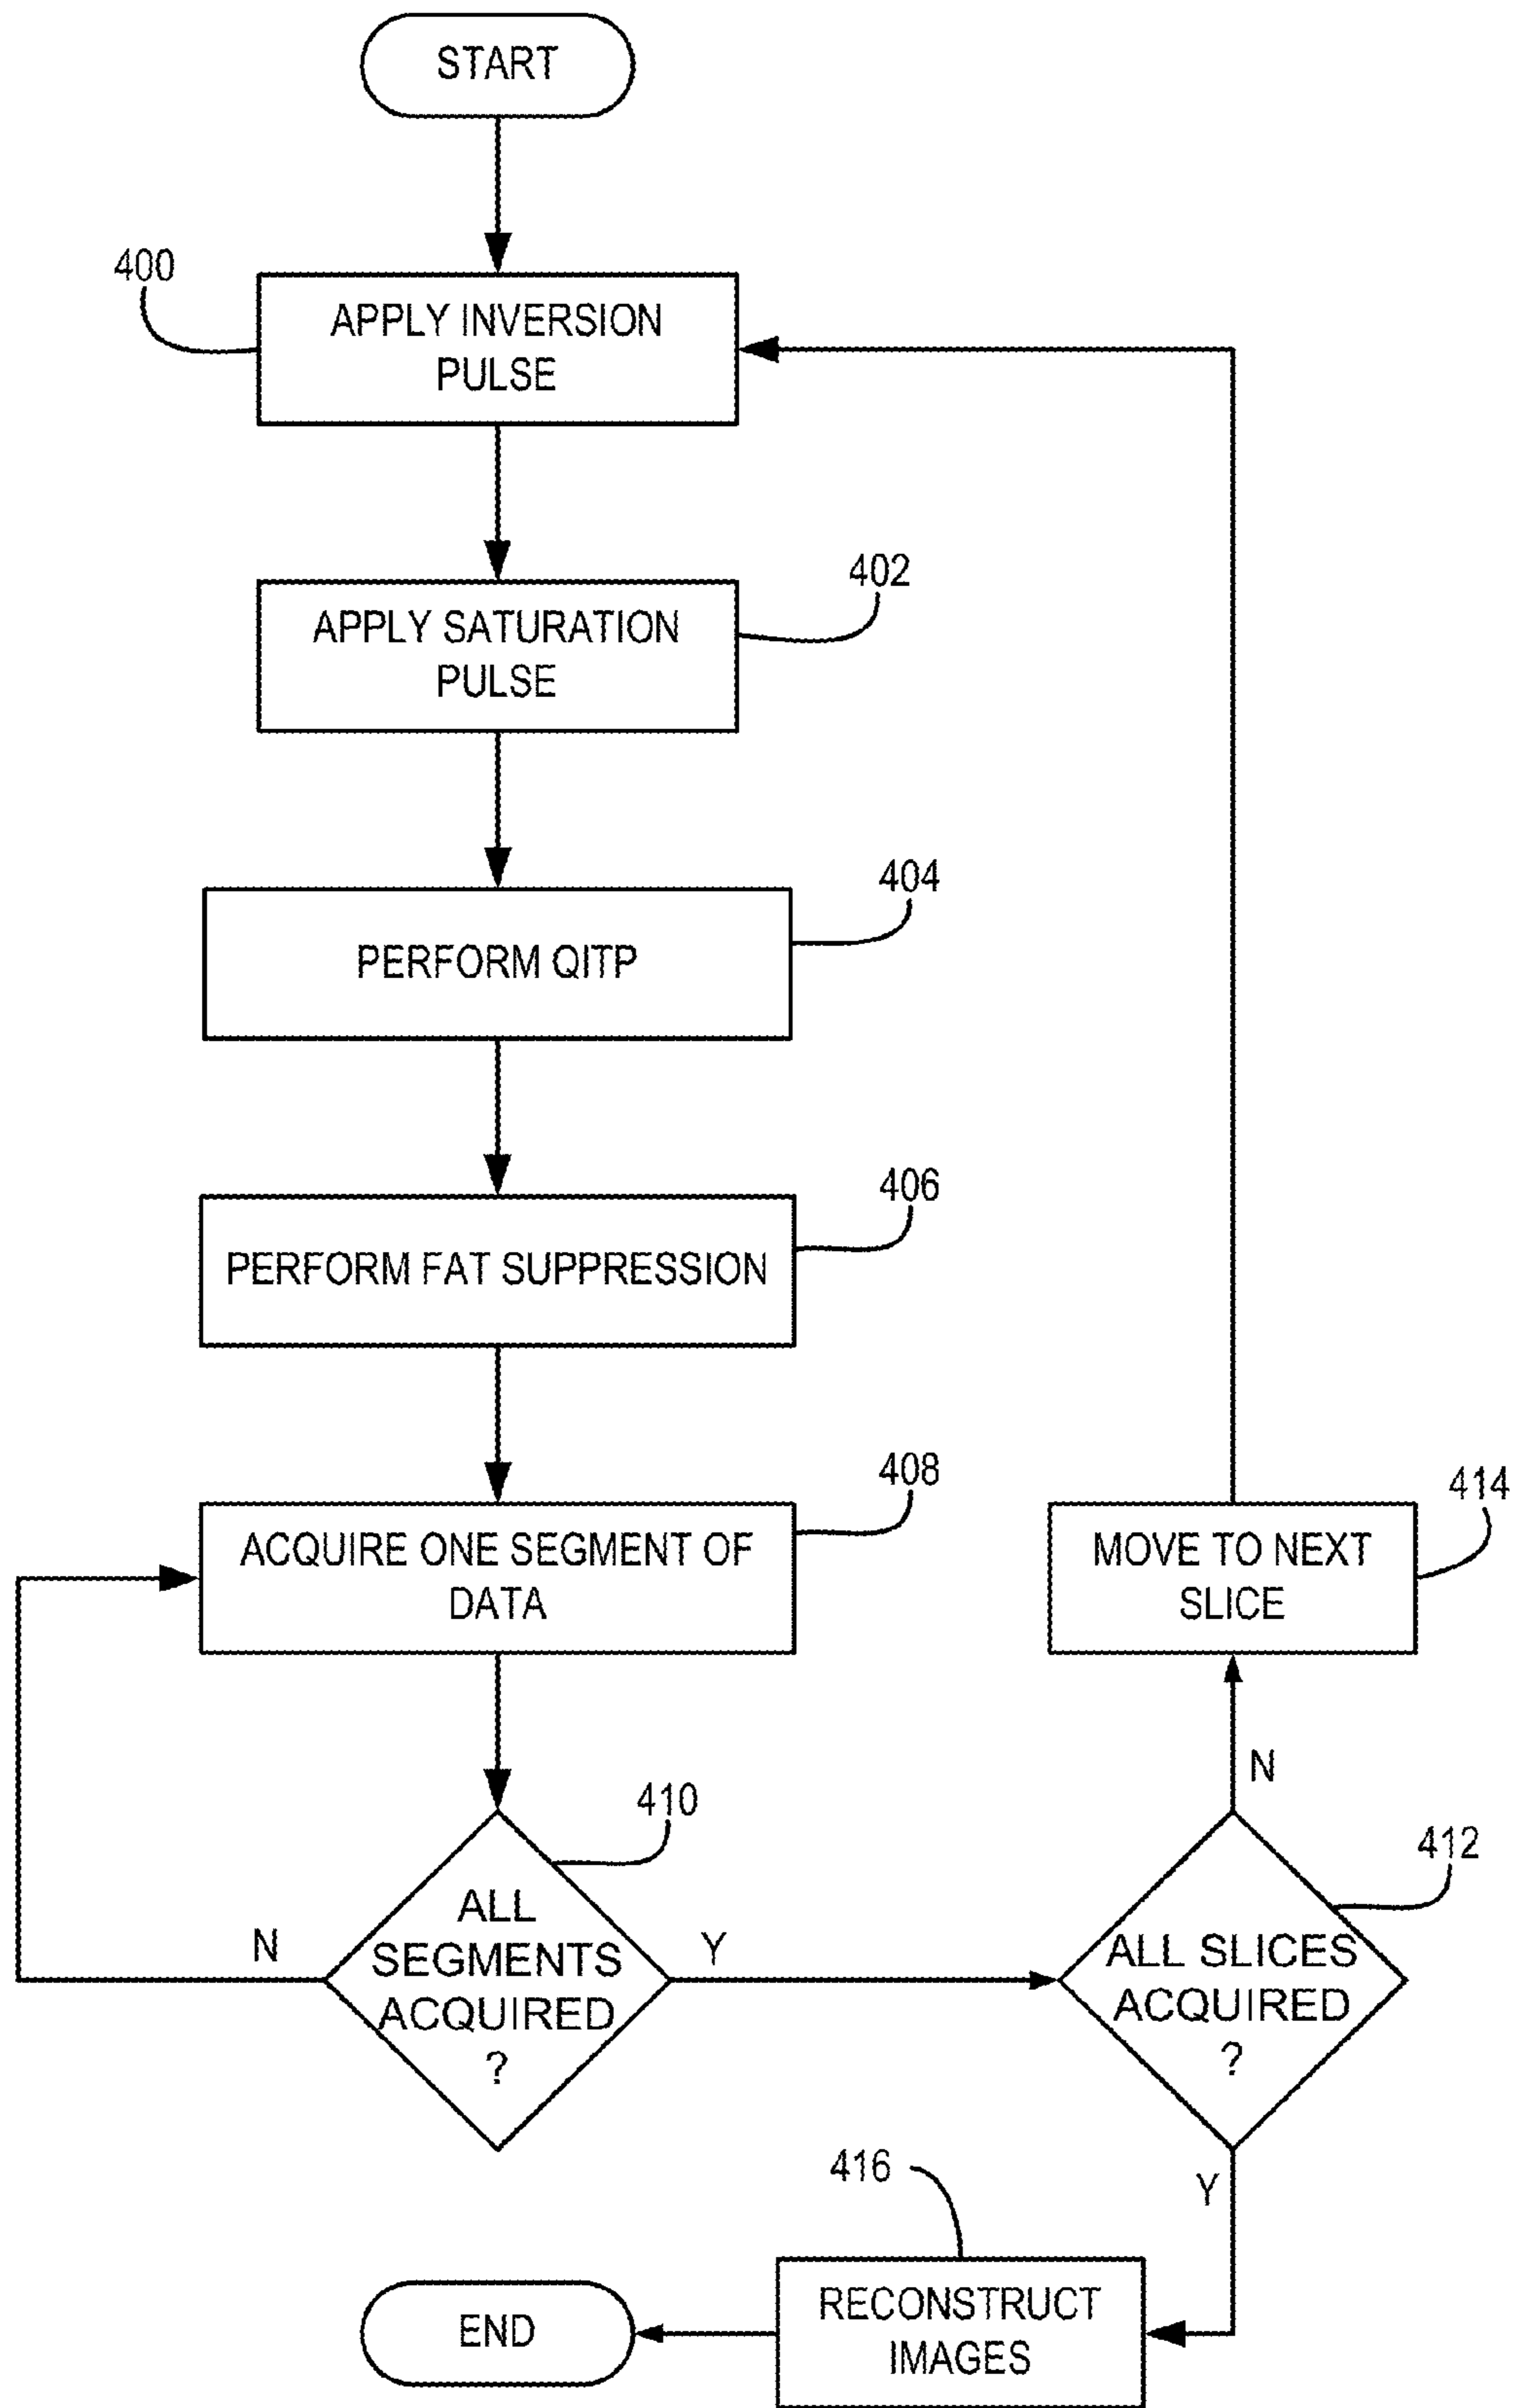 START
400
APPLY INVERSION
PULSE
402
APPLY SATURATION
PULSE
404
PERFORM QITP
406
PERFORM FAT SUPPRESSION
408
ACQUIRE ONE SEGMENT OF
DATA
414
MOVE TO NEXT
SLICE
410
ALL
SEGMENTS
ACQUIRED
?
N
Y
N
412
ALL SLICES
ACQUIRED
?
Y
416
RECONSTRUCT
IMAGES
END